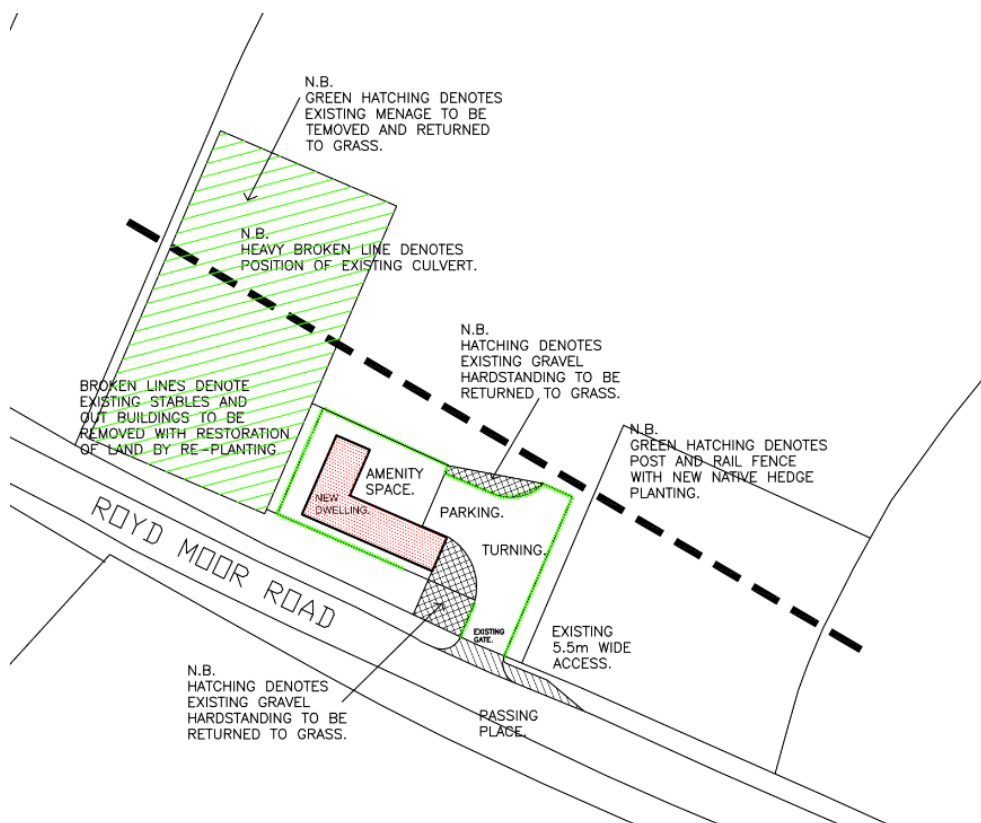 N.B.
GREEN HATCHING DENOTES
EXISTING MENAGE TO BE
TEMOVED AND RETURNED
TO GRASS.
N.B.
HEAVY BROKEN LINE DENOTES
POSITION OF EXISTING CULVERT.
N.B.
HATCHING DENOTES
EXISTING GRAVEL
HARDSTANDING TO BE
RETURNED TO GRASS.
BROKEN LINES DENOTE
EXISTING STABLES AND
OUT BUILDINGS TO BE
REMOVED WITH RESTORATION
OF LAND BY RE-PLANTING
N.B.
GREEN HATCHING DENOTES
POST AND RAIL FENCE
WITH NEW NATIVE HEDGE
PLANTING.
AMENITY
SPACE.
NEW
DWELLING.
PARKING.
TURNING.
ROYD MOOR ROAD
EXISTING
GATE.
EXISTING
5.5m WIDE
ACCESS.
N.B.
HATCHING DENOTES
EXISTING GRAVEL
HARDSTANDING TO BE
RETURNED TO GRASS.
PASSING
PLACE.